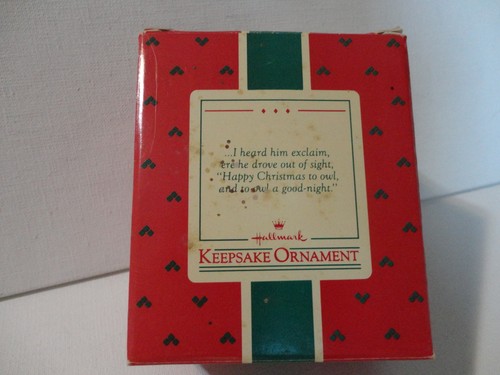 ...I heard him exclaim,
ere he drove out of sight,
"Happy Christmas to owl,
and to owl a good-night."
Hallmark
KEEPSAKE ORNAMENT